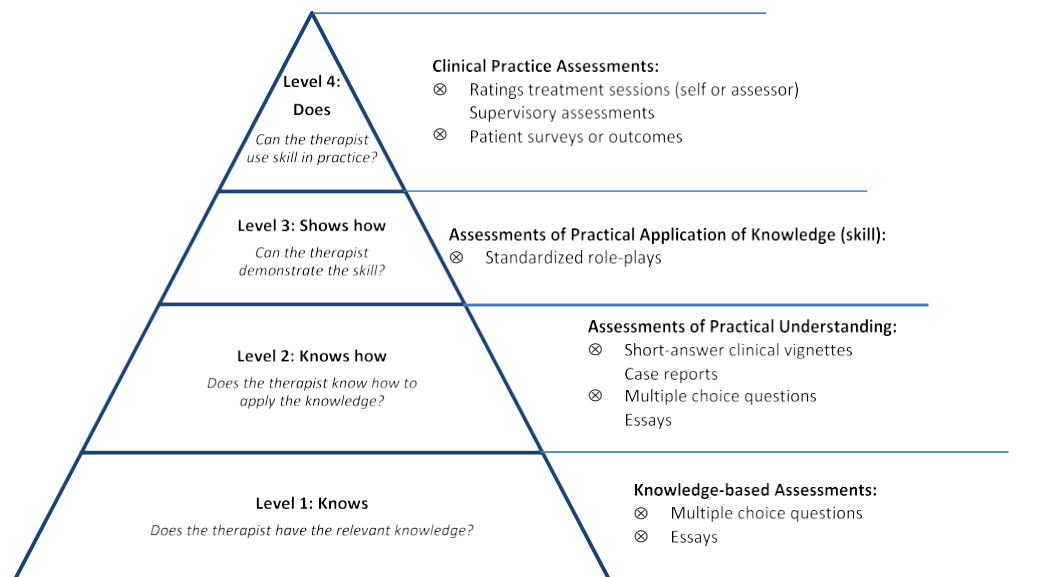 Level 4:
Does
Can the therapist
use skill in practice?
Clinical Practice Assessments:
⊗ Ratings treatment sessions (self or assessor)
Supervisory assessments
⊗ Patient surveys or outcomes
Level 3: Shows how
Can the therapist
demonstrate the skill?
Assessments of Practical Application of Knowledge (skill):
⊗ Standardized role-plays
Level 2: Knows how
Does the therapist know how to
apply the knowledge?
Assessments of Practical Understanding:
⊗ Short-answer clinical vignettes
Case reports
⊗ Multiple choice questions
Essays
Level 1: Knows
Does the therapist have the relevant knowledge?
Knowledge-based Assessments:
⊗ Multiple choice questions
⊗ Essays